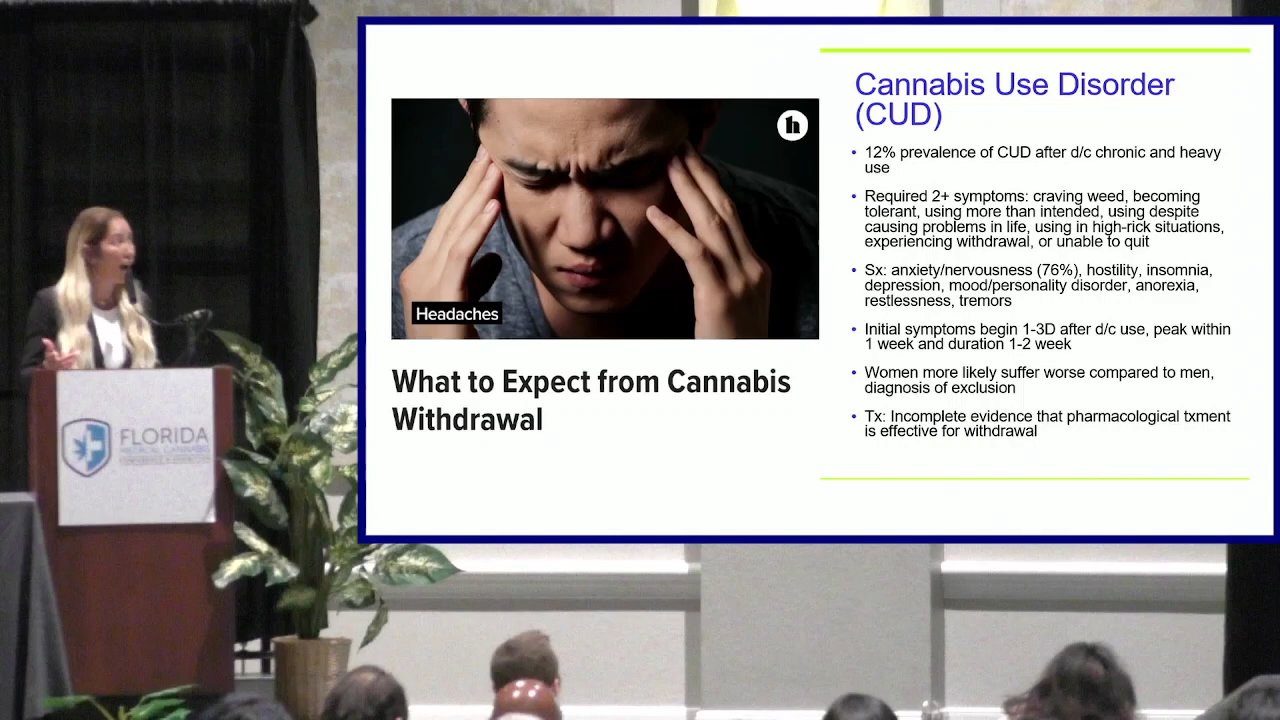 Cannabis Use Disorder
(CUD)
• 12% prevalence of CUD after d/c chronic and heavy
use
• Required 2+ symptoms: craving weed, becoming
tolerant, using more than intended, using despite
causing problems in life, using in high-rick situations,
experiencing withdrawal, or unable to quit
• Sx: anxiety/nervousness (76%), hostility, insomnia,
depression, mood/personality disorder, anorexia,
restlessness, tremors
• Initial symptoms begin 1-3D after d/c use, peak within
1 week and duration 1-2 week
• Women more likely suffer worse compared to men,
diagnosis of exclusion
• Tx: Incomplete evidence that pharmacological txment
is effective for withdrawal
h
Headaches
What to Expect from Cannabis
Withdrawal
FLORIDA
MEDICAL CANNABIS